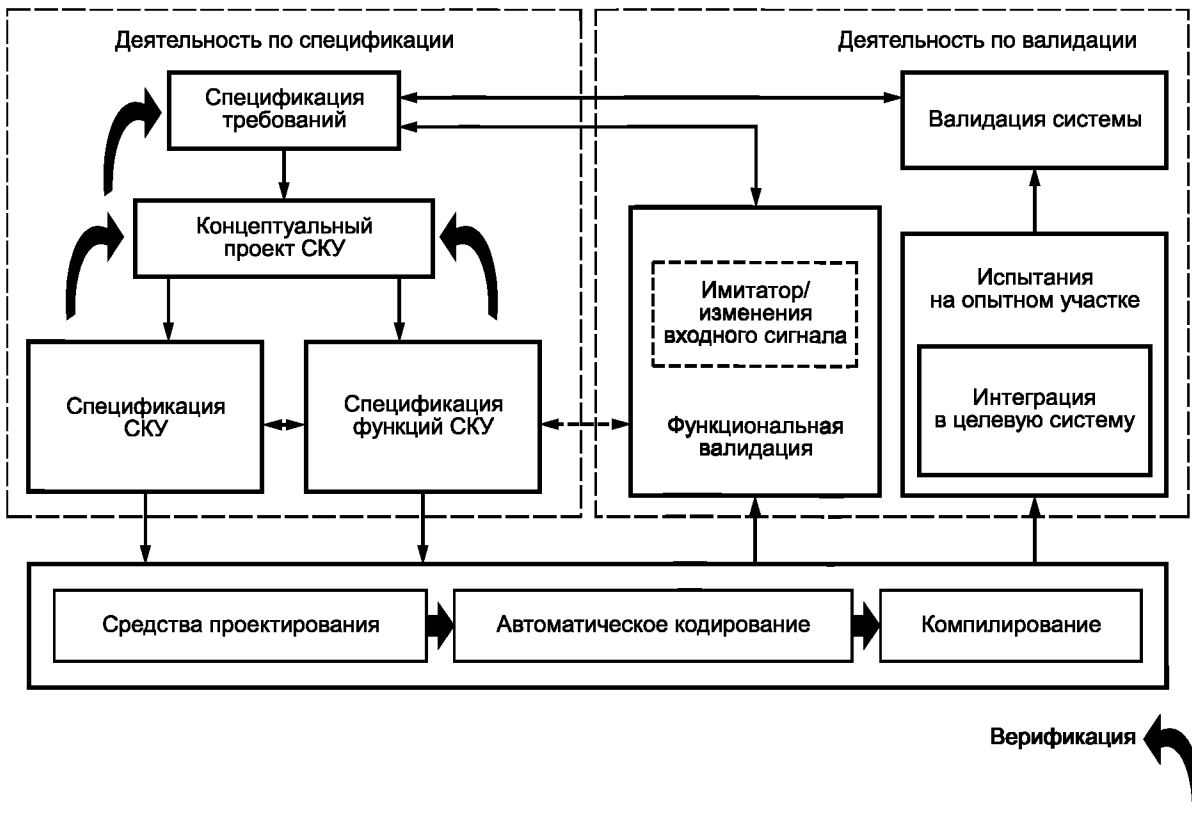 Деятельность по спецификации
Деятельность по валидации
Спецификация
требований
Валидация системы
Концептуальный
проект СКУ
Имитатор/
изменения
входного сигнала
Испытания
на опытном участке
Спецификация
СКУ
Спецификация
функций СКУ
Функциональная
валидация
Интеграция
в целевую систему
Средства проектирования
Автоматическое кодирование
Компилирование
Верификация